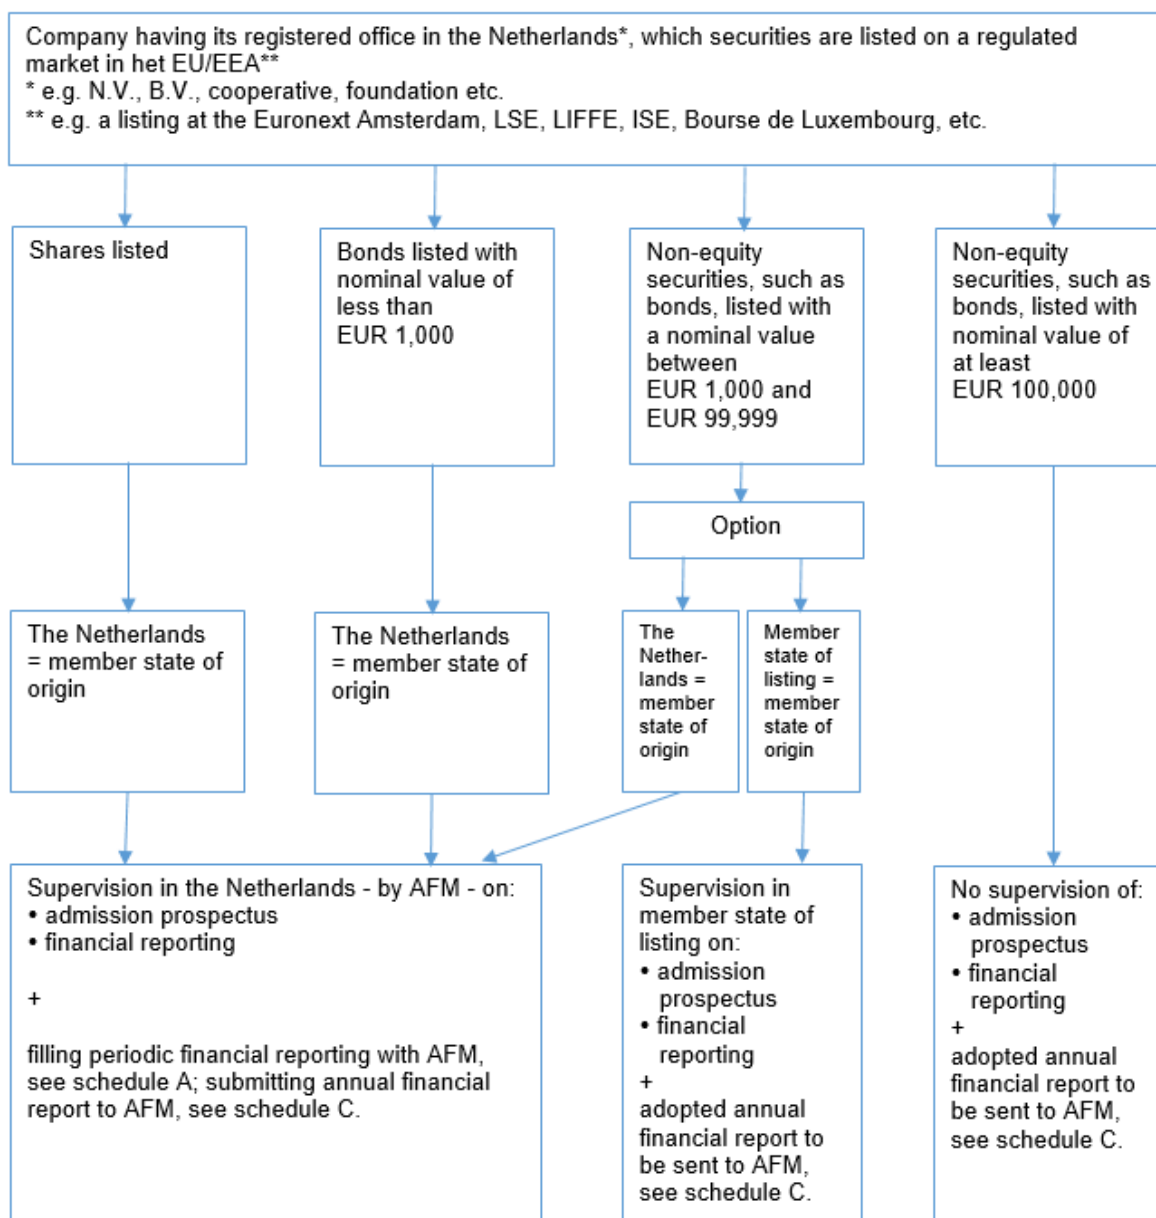 Company having its registered office in the Netherlands*, which securities are listed on a regulated
market in het EU/EEA**
* e.g. N.V., B.V., cooperative, foundation etc.
** e.g. a listing at the Euronext Amsterdam, LSE, LIFFE, ISE, Bourse de Luxembourg, etc.
Shares listed
Bonds listed with
nominal value of
less than
EUR 1,000
Non-equity
securities, such as
bonds, listed with
a nominal value
between
EUR 1,000 and
EUR 99,999
Non-equity
securities, such as
bonds, listed with
nominal value of
at least
EUR 100,000
Option
The Netherlands
= member state of
origin
The Netherlands
= member state of
origin
The
Nether-
lands =
member
state of
origin
Member
state of
listing =
member
state of
origin
Supervision in the Netherlands - by AFM - on:
• admission prospectus
• financial reporting
+
filling periodic financial reporting with AFM,
see schedule A; submitting annual financial
report to AFM, see schedule C.
Supervision in
member state of
listing on:
• admission
prospectus
• financial
reporting
+
adopted annual
financial report to
be sent to AFM,
see schedule C.
No supervision of:
• admission
prospectus
• financial
reporting
+
adopted annual
financial report to
be sent to AFM,
see schedule C.